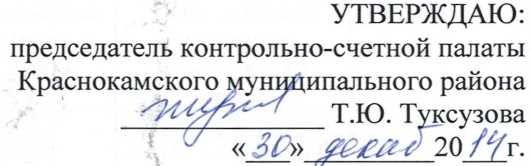 УТВЕРЖДАЮ:
председатель контрольно-счетной палаты
Краснокамского муниципального района
Т.Ю. Туксузова
«30» декаб 2014 г.